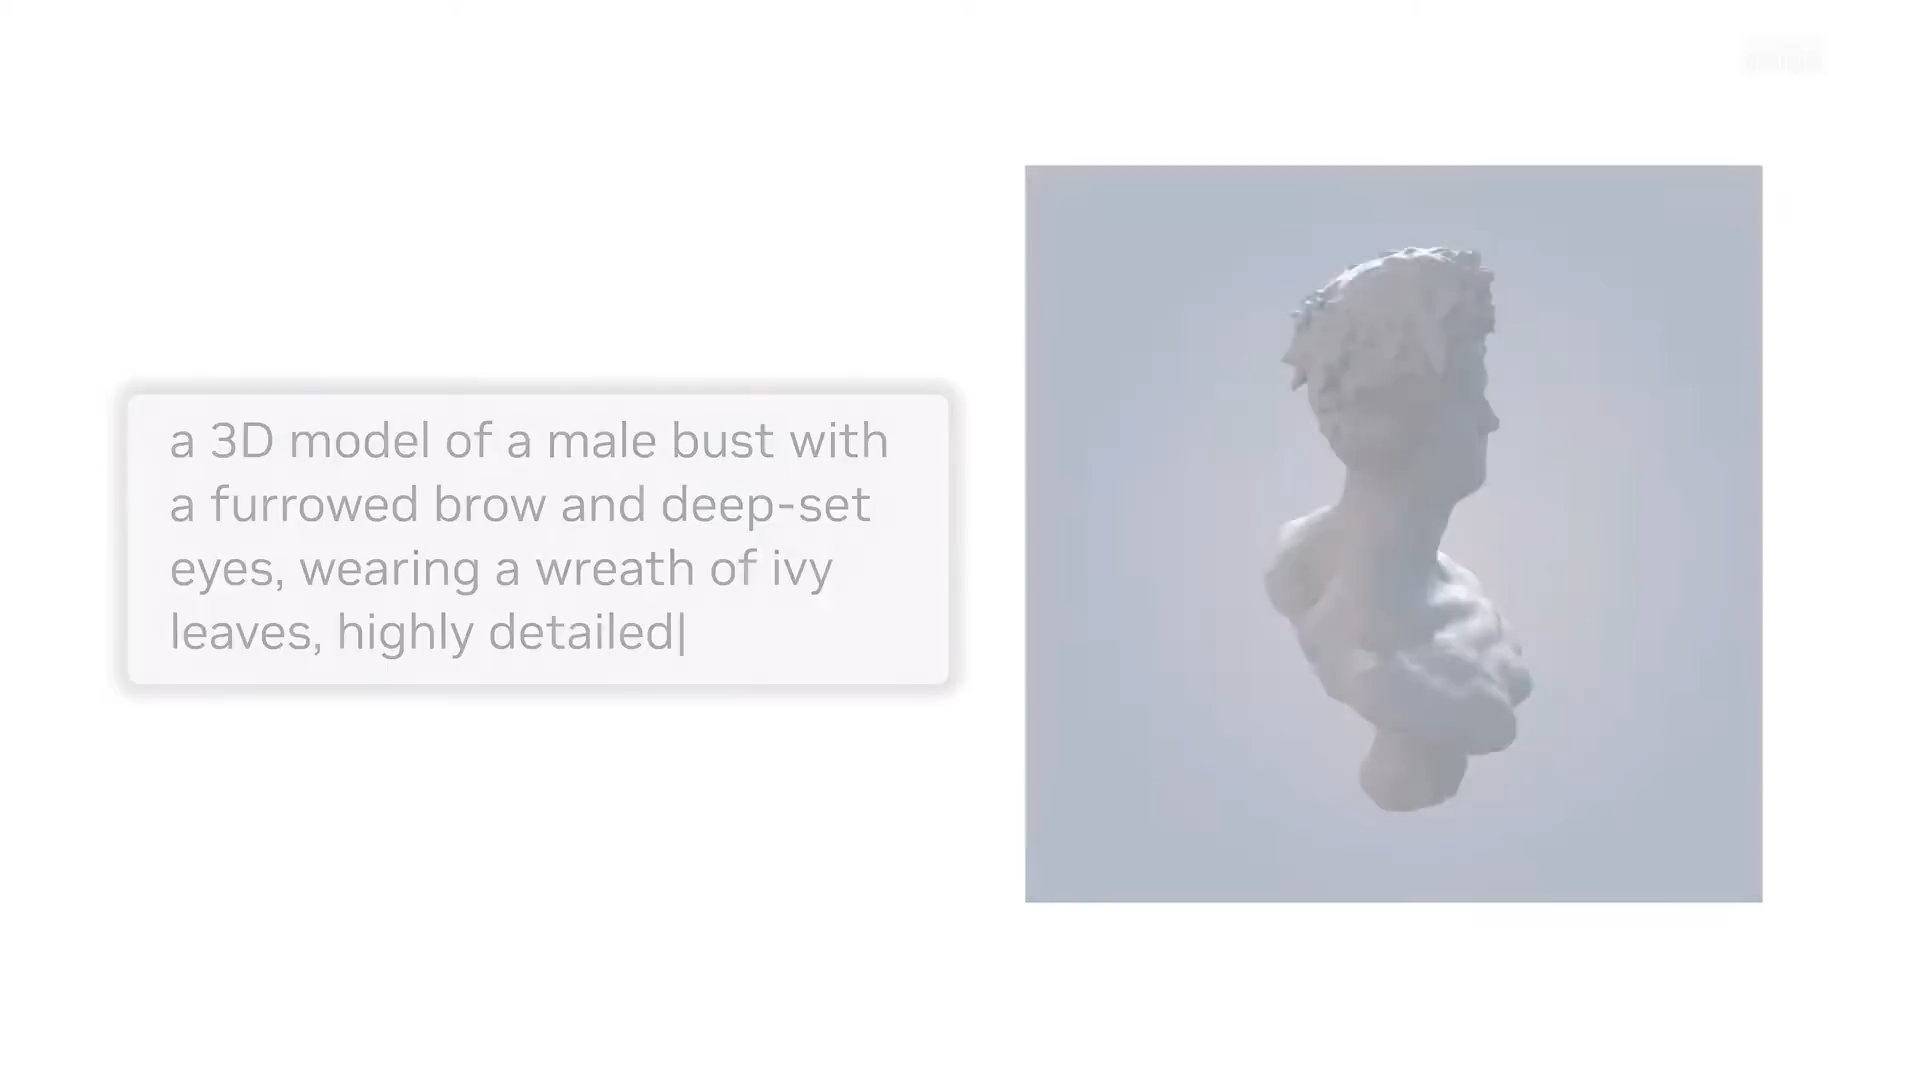 a 3D model of a male bust with
a furrowed brow and deep-set
eyes, wearing a wreath of ivy
leaves, highly detailed